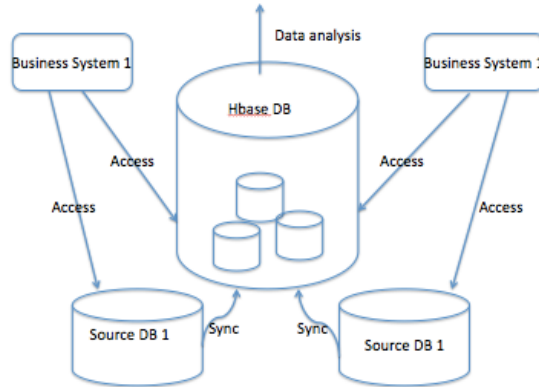 Data analysis
Business System 1
Business System 1
Hbase DB
Access
Access
Access
Access
Source DB 1
Sync
Sync
Source DB 1